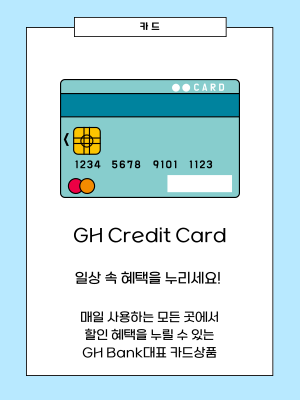 카드
●●CARD
1234 5678 9101 1123
GH Credit Card
일상 속 혜택을 누리세요!
매일 사용하는 모든 곳에서
할인 혜택을 누릴 수 있는
GH Bank대표 카드상품